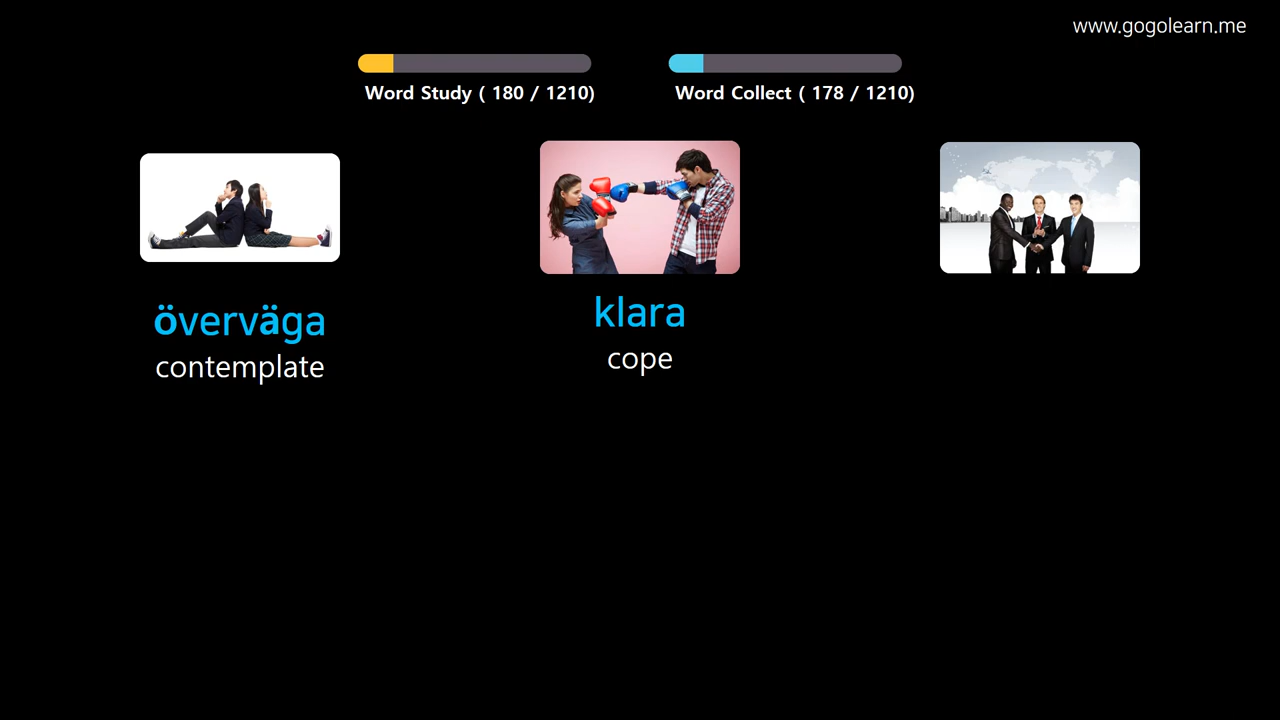 www.gogolearn.me
Word Study ( 180 / 1210)
Word Collect ( 178 / 1210)
överväga
contemplate
klara
cope